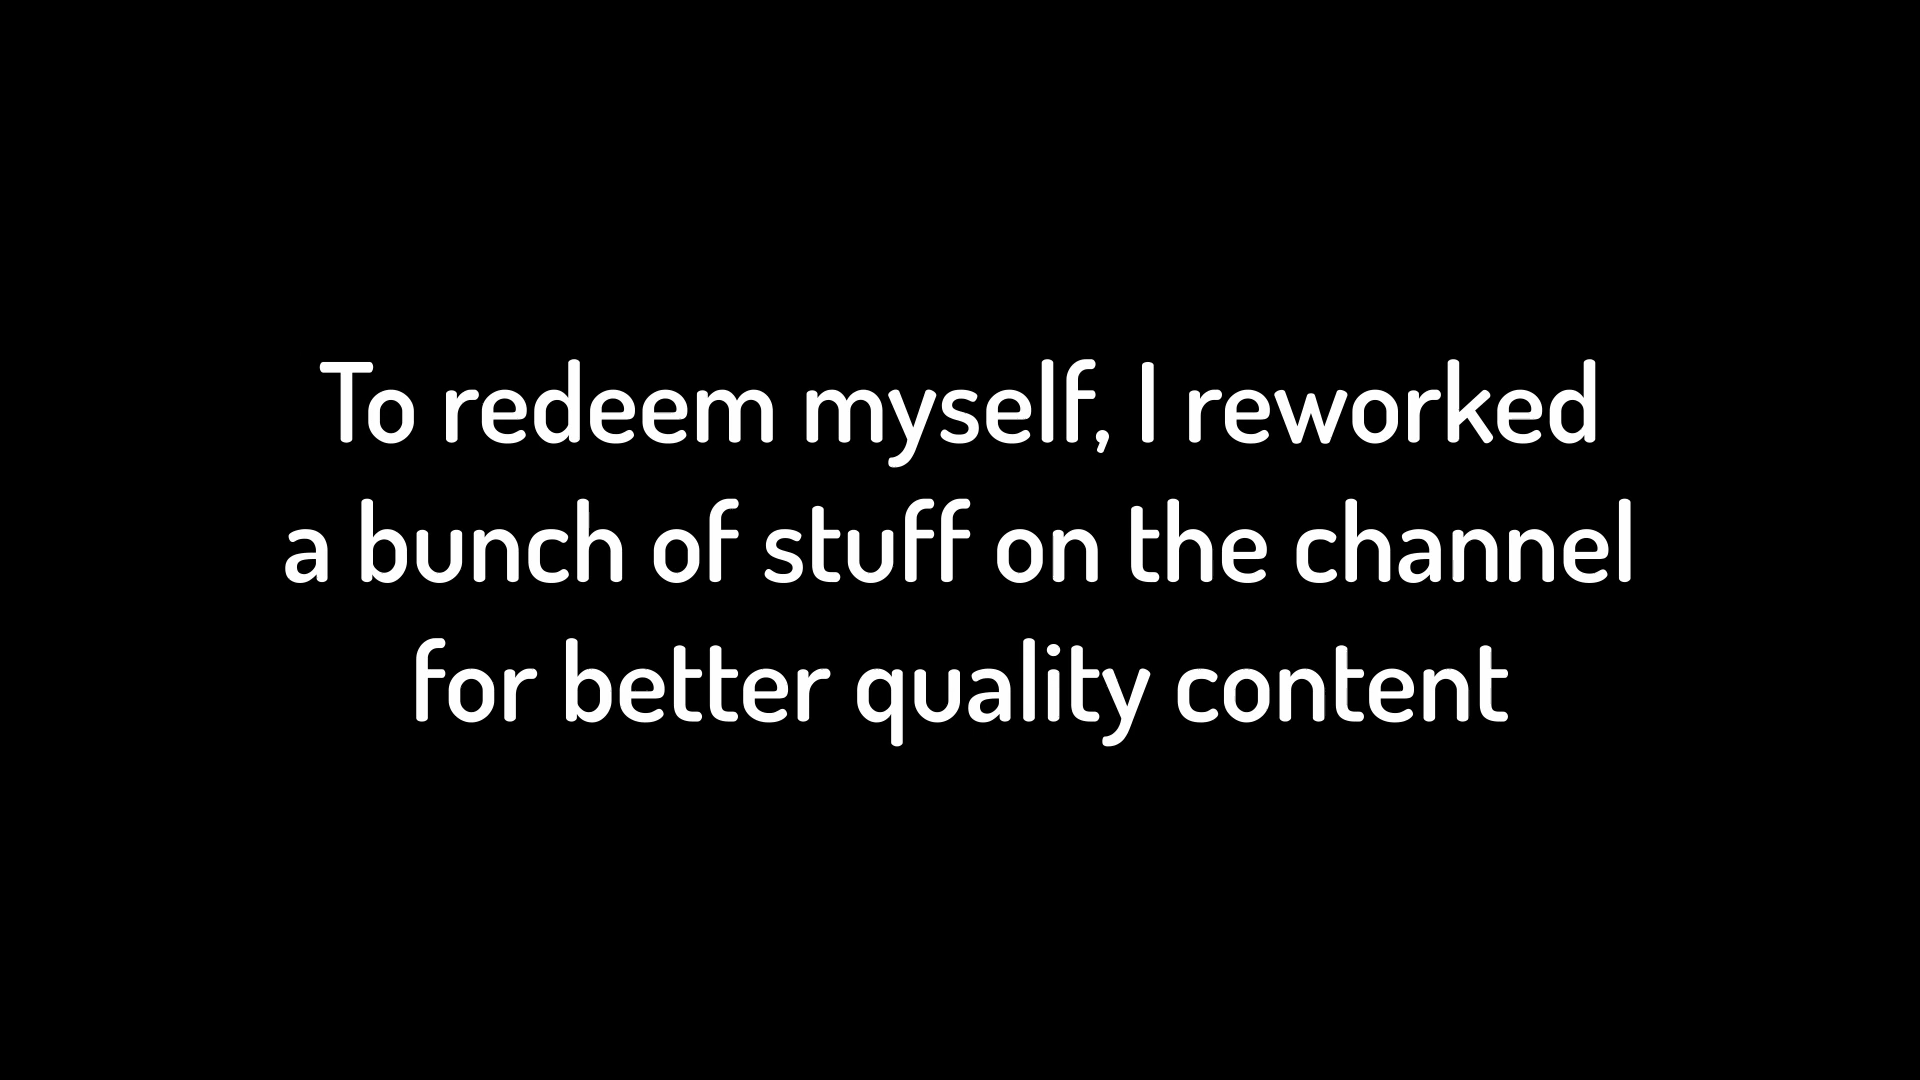 To redeem myself, I reworked
a bunch of stuff on the channel
for better quality content